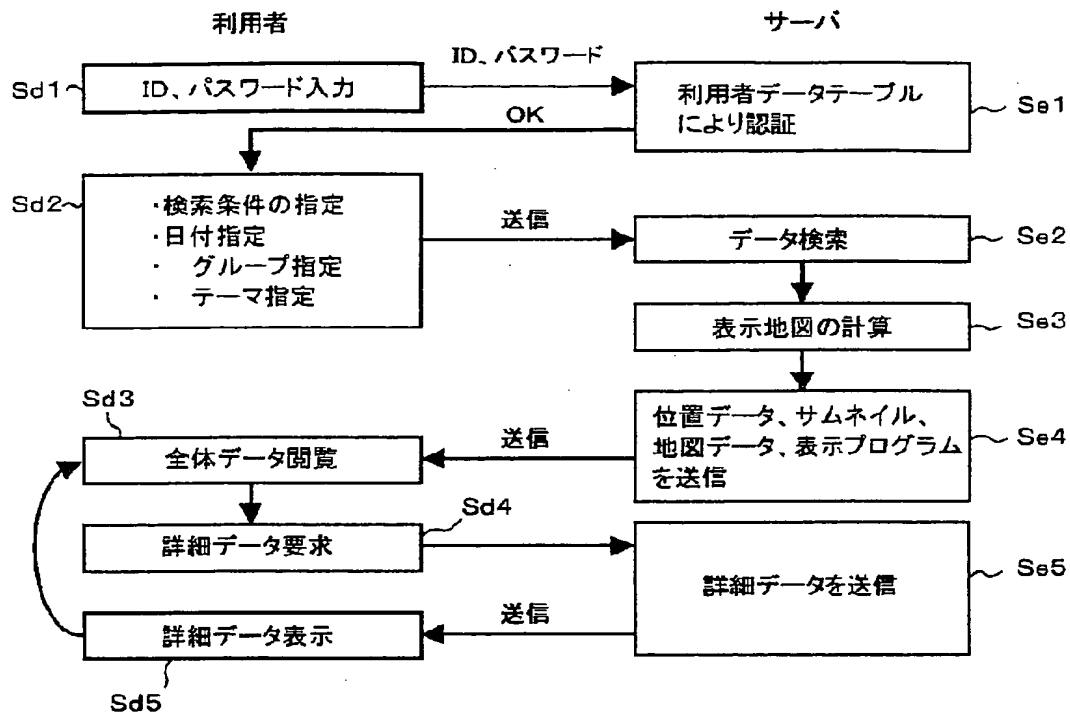 利用者
サーバ
ID、パスワード
Sd1
ID、パスワード入力
利用者データテーブル
により認証
Se1
OK
Sd2
・検索条件の指定
・日付指定
・ グループ指定
・ テーマ指定
送信
データ検索
Se2
表示地図の計算
Se3
Sd3
全体データ閲覧
送信
位置データ、サムネイル、
地図データ、表示プログラム
を送信
Se4
Sd4
詳細データ要求
詳細データを送信
Se5
送信
詳細データ表示
Sd5